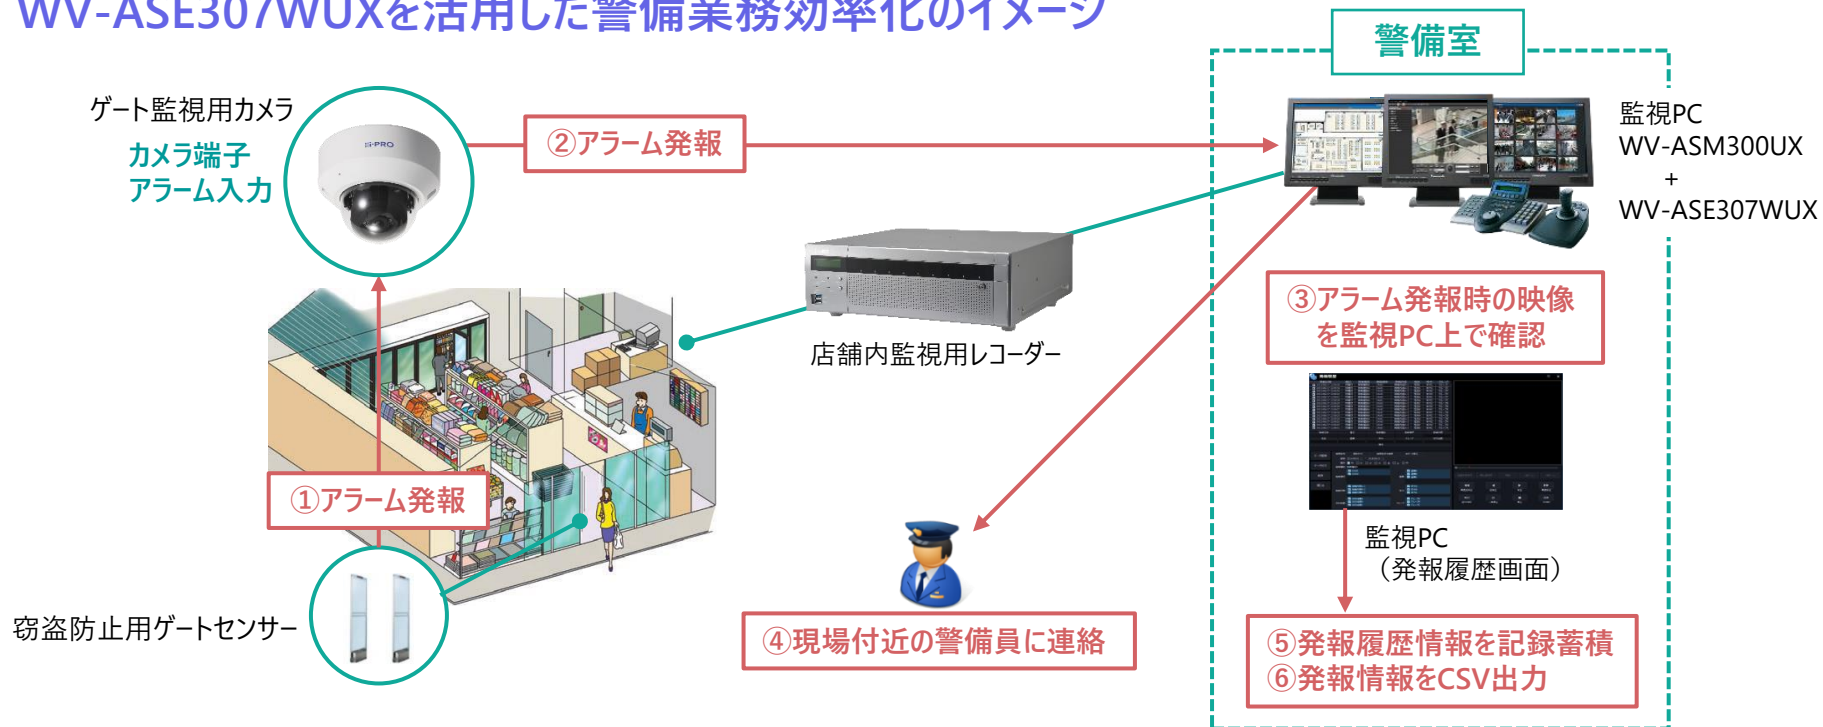 WV-ASE307WUXを活用した警備業務効率化のイメージ
警備室
ゲート監視用カメラ
カメラ端子
アラーム入力
i-PRO
②アラーム発報
監視PC
WV-ASM300UX
+
WV-ASE307WUX
店舗内監視用レコーダー
③アラーム発報時の映像
を監視PC上で確認
①アラーム発報
監視PC
（発報履歴画面）
窃盗防止用ゲートセンサー
④現場付近の警備員に連絡
⑤発報履歴情報を記録蓄積
⑥発報情報をCSV出力